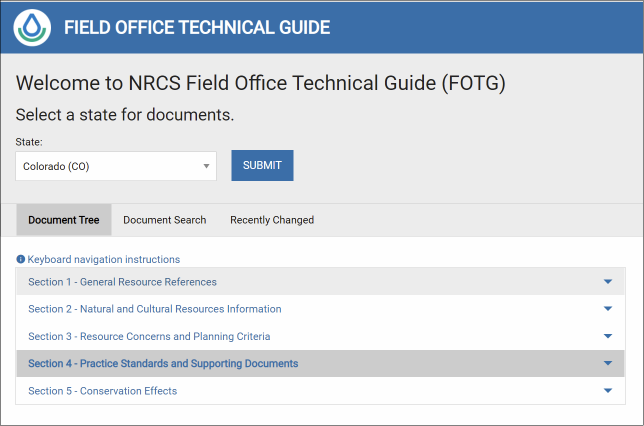 FIELD OFFICE TECHNICAL GUIDE
Welcome to NRCS Field Office Technical Guide (FOTG)
Select a state for documents.
State:
Colorado (CO)
SUBMIT
Document Tree
Document Search
Recently Changed
Keyboard navigation instructions
Section 1 - General Resource References
Section 2 - Natural and Cultural Resources Information
Section 3 - Resource Concerns and Planning Criteria
Section 4 - Practice Standards and Supporting Documents
Section 5 - Conservation Effects